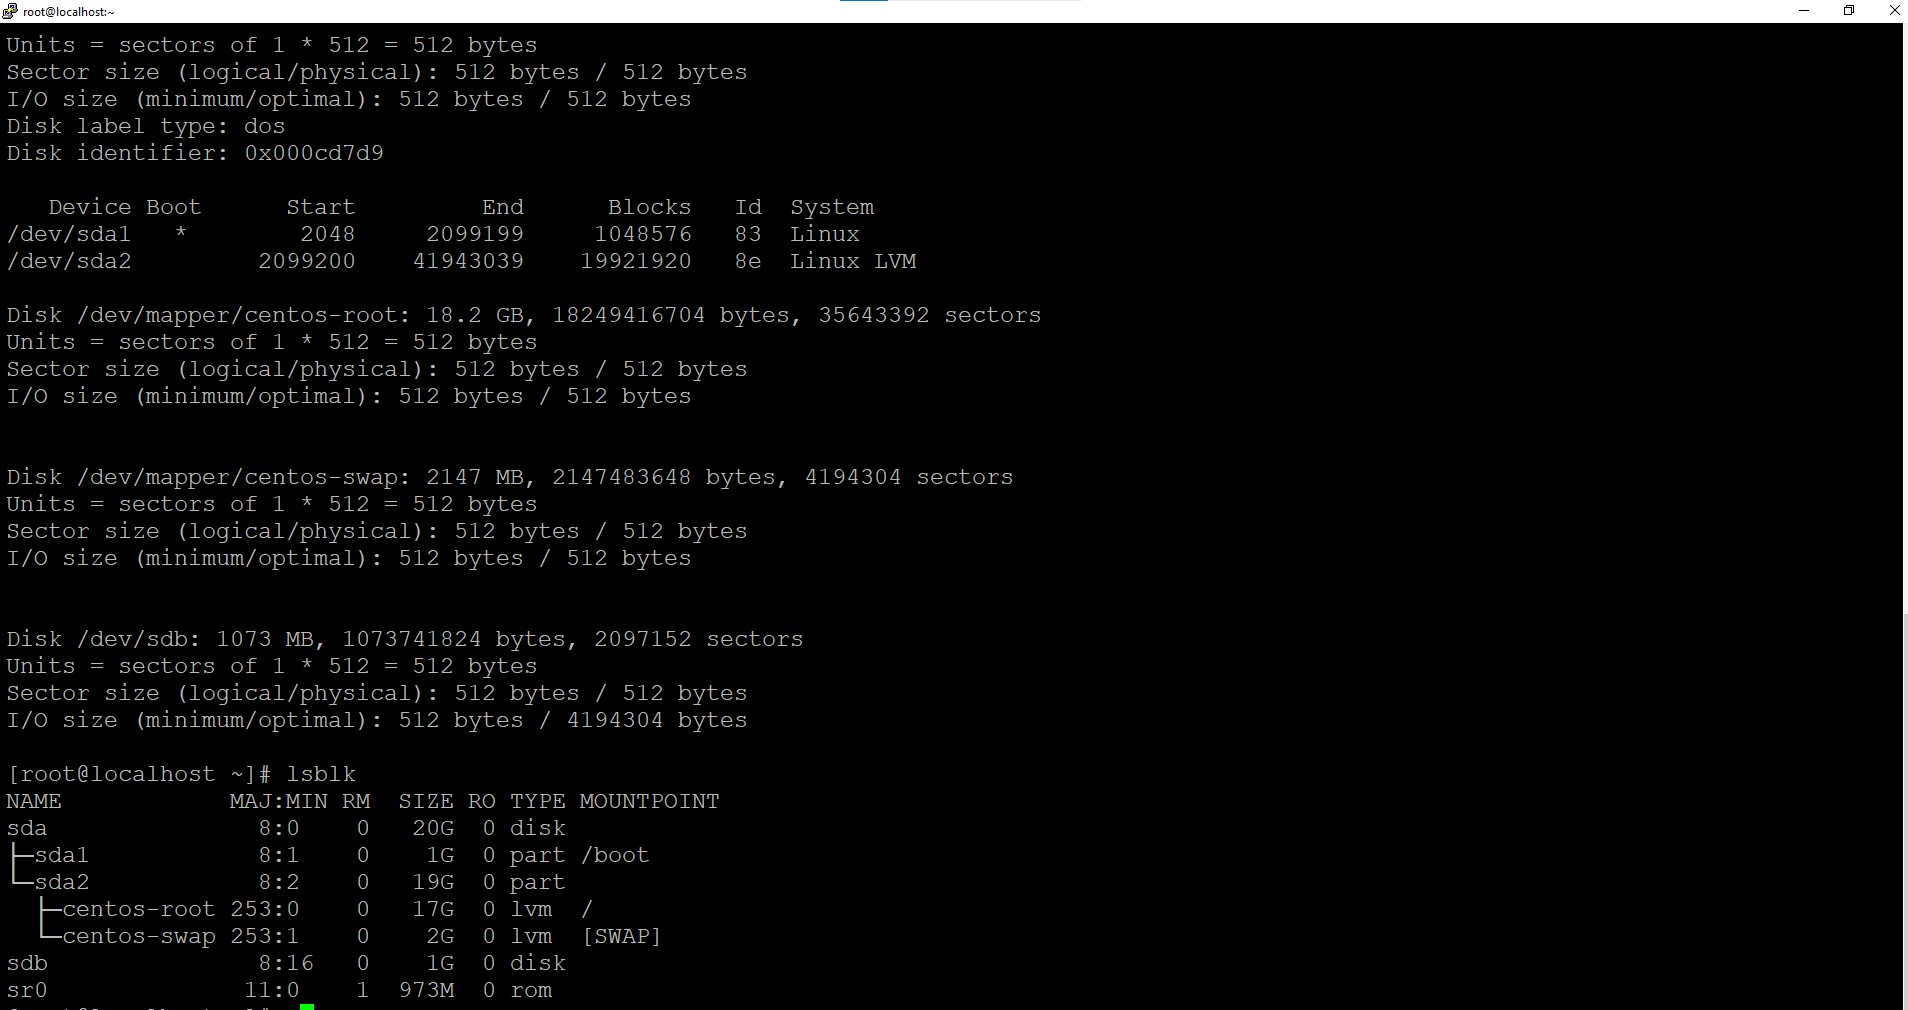 root@localhost:~
Units = sectors of 1 * 512 = 512 bytes
Sector size (logical/physical): 512 bytes / 512 bytes
I/O size (minimum/optimal): 512 bytes / 512 bytes
Disk label type: dos
Disk identifier: 0x000cd7d9
   Device Boot      Start         End      Blocks   Id  System
/dev/sda1   *        2048     2099199     1048576   83  Linux
/dev/sda2         2099200    41943039    19921920   8e  Linux LVM
Disk /dev/mapper/centos-root: 18.2 GB, 18249416704 bytes, 35643392 sectors
Units = sectors of 1 * 512 = 512 bytes
Sector size (logical/physical): 512 bytes / 512 bytes
I/O size (minimum/optimal): 512 bytes / 512 bytes
Disk /dev/mapper/centos-swap: 2147 MB, 2147483648 bytes, 4194304 sectors
Units = sectors of 1 * 512 = 512 bytes
Sector size (logical/physical): 512 bytes / 512 bytes
I/O size (minimum/optimal): 512 bytes / 512 bytes
Disk /dev/sdb: 1073 MB, 1073741824 bytes, 2097152 sectors
Units = sectors of 1 * 512 = 512 bytes
Sector size (logical/physical): 512 bytes / 512 bytes
I/O size (minimum/optimal): 512 bytes / 4194304 bytes
[root@localhost ~]# lsblk
NAME            MAJ:MIN RM  SIZE RO TYPE MOUNTPOINT
sda               8:0    0   20G  0 disk
├─sda1            8:1    0    1G  0 part /boot
└─sda2            8:2    0   19G  0 part
  ├─centos-root 253:0    0   17G  0 lvm  /
  └─centos-swap 253:1    0    2G  0 lvm  [SWAP]
sdb               8:16   0    1G  0 disk
sr0              11:0    1  973M  0 rom